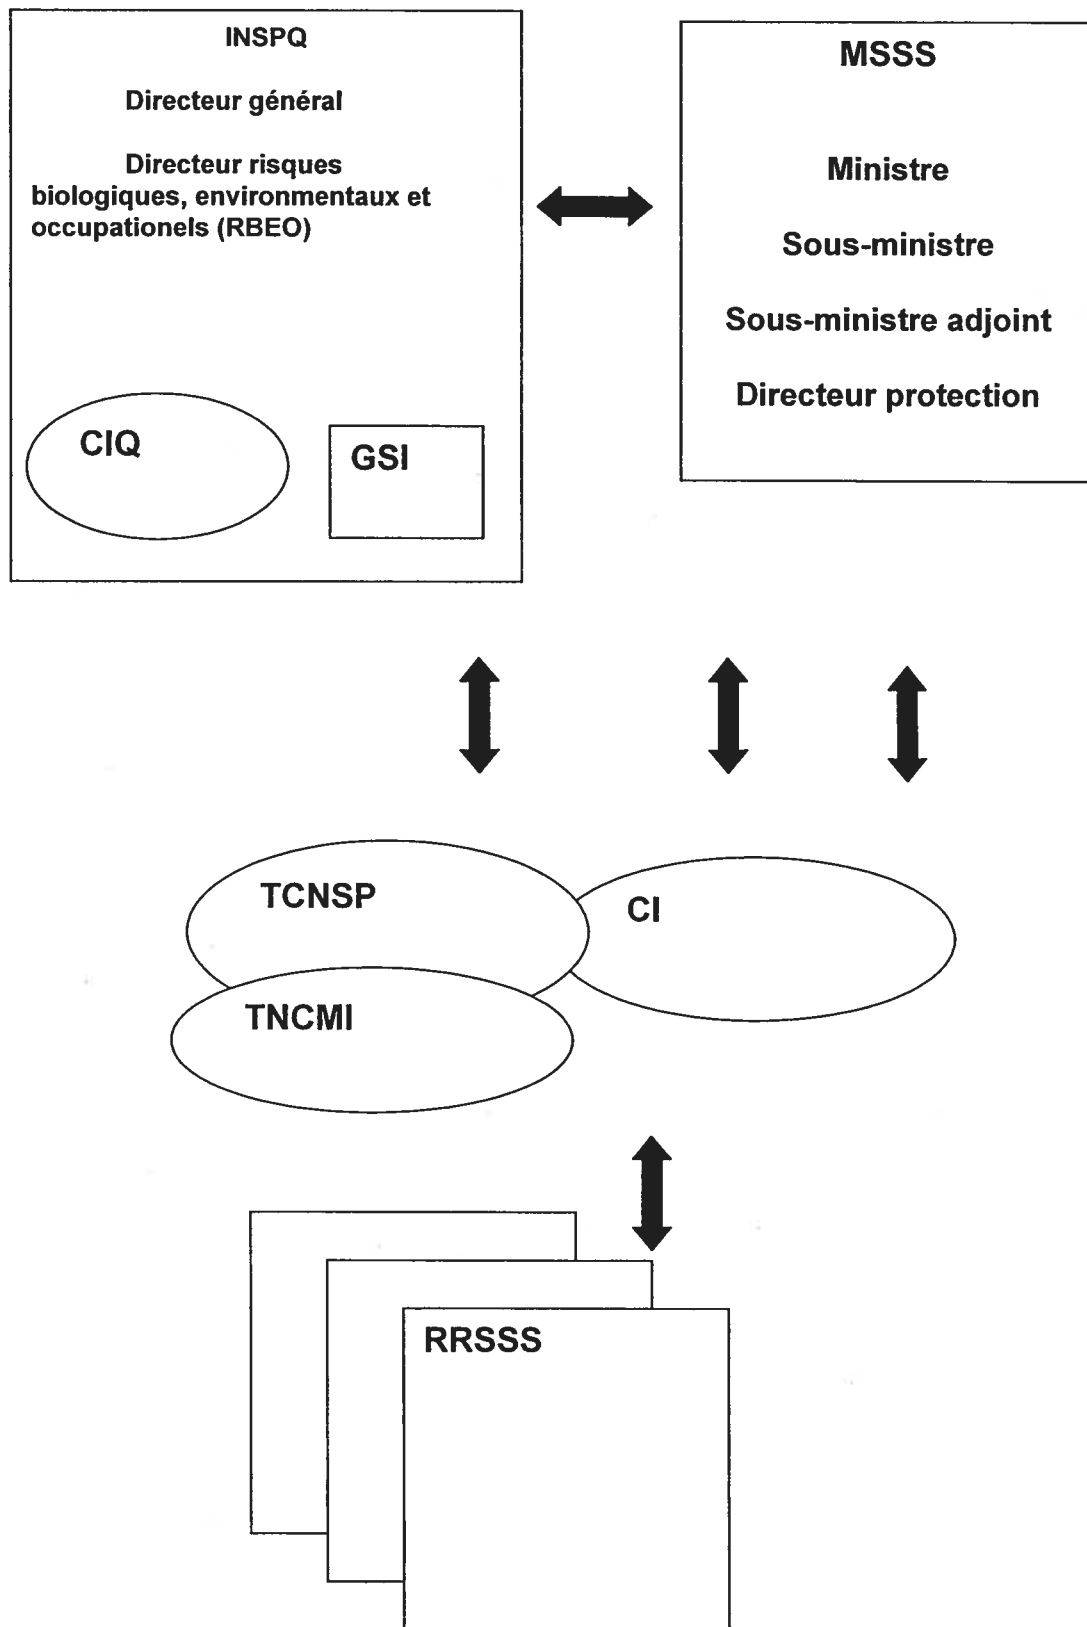 INSPQ
Directeur général
Directeur risques
biologiques, environmentaux et
occupationels (RBEO)
CIQ
GSI
MSSS
Ministre
Sous-ministre
Sous-ministre adjoint
Directeur protection
TCNSP
CI
TNCMI
RRSSS